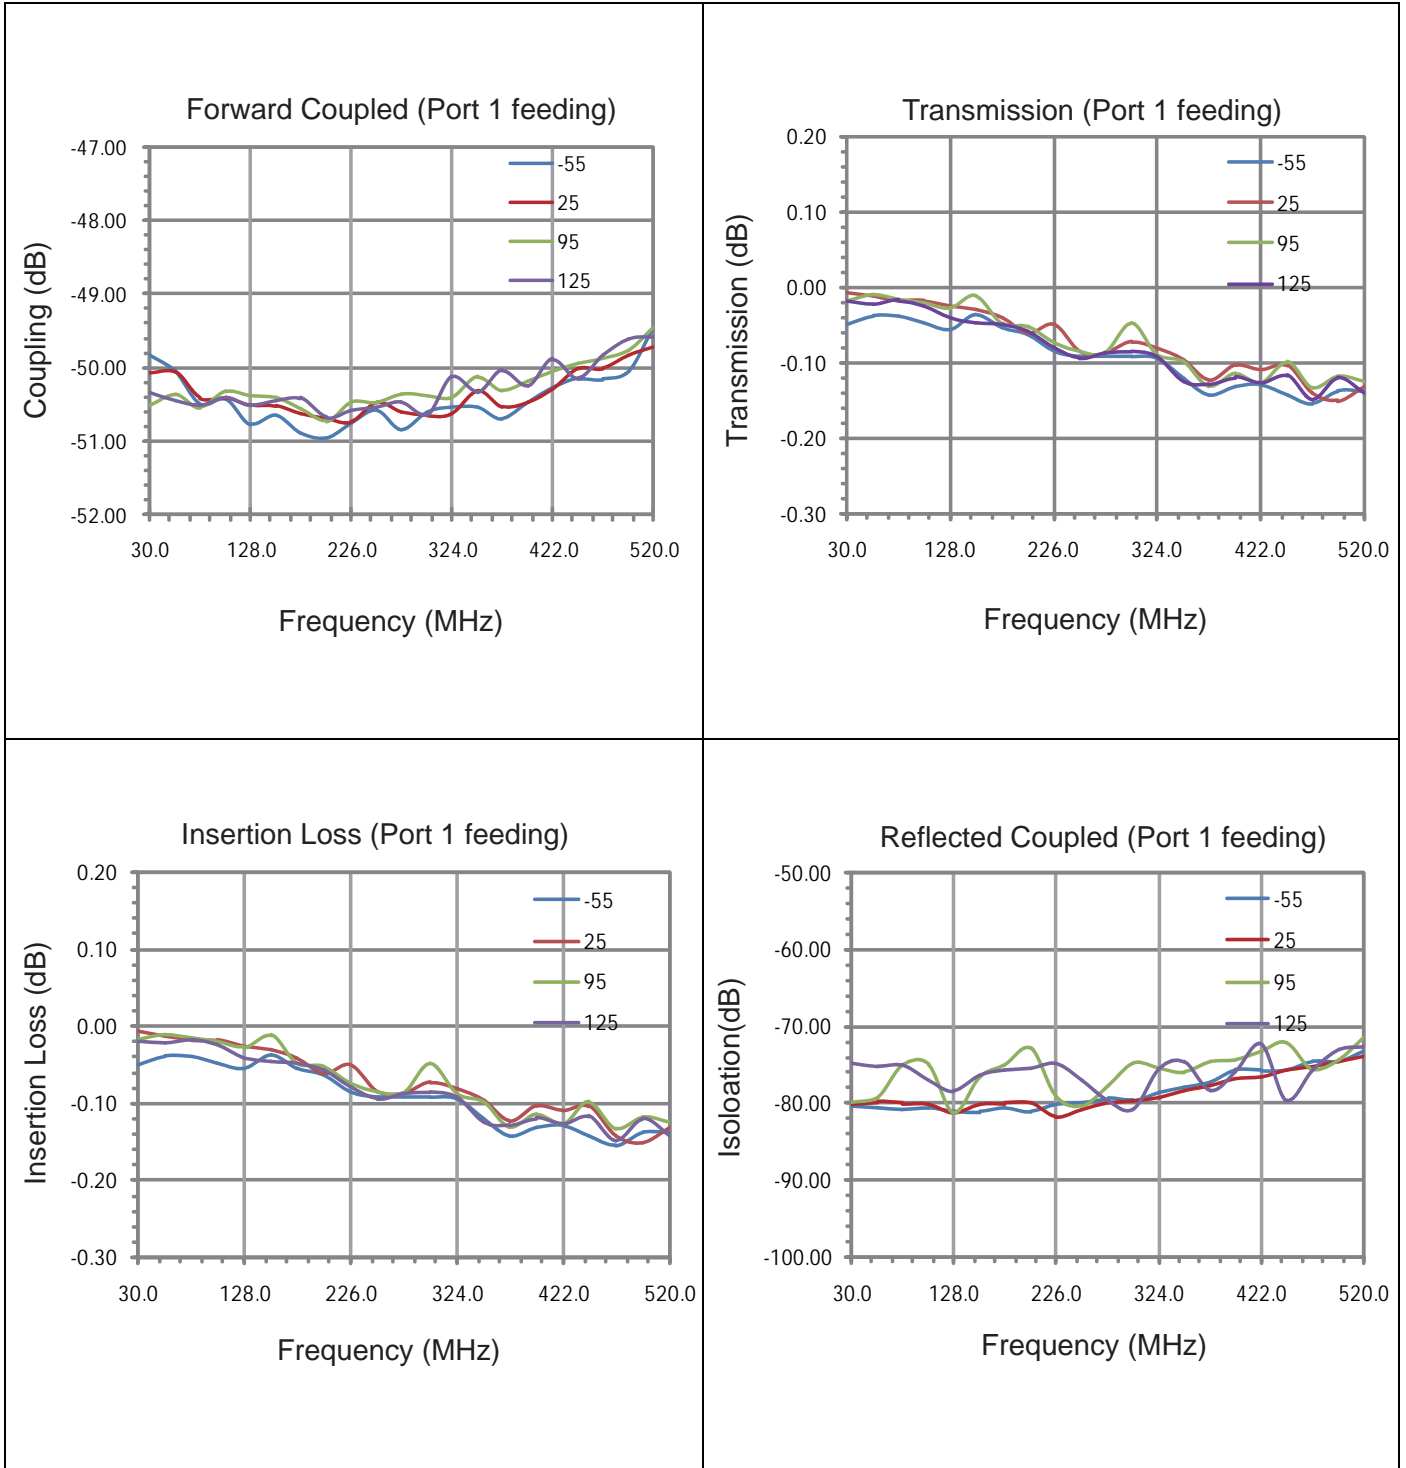 Forward Coupled (Port 1 feeding)
-47.00
-48.00
-49.00
-50.00
-51.00
-52.00
Coupling (dB)
-55
25
95
125
30.0 128.0 226.0 324.0 422.0 520.0
Frequency (MHz)
Transmission (Port 1 feeding)
0.20
0.10
0.00
-0.10
-0.20
-0.30
Transmission (dB)
-55
25
95
125
30.0 128.0 226.0 324.0 422.0 520.0
Frequency (MHz)
Insertion Loss (Port 1 feeding)
0.20
0.10
0.00
-0.10
-0.20
-0.30
Insertion Loss (dB)
-55
25
95
125
30.0 128.0 226.0 324.0 422.0 520.0
Frequency (MHz)
Reflected Coupled (Port 1 feeding)
-50.00
-60.00
-70.00
-80.00
-90.00
-100.00
Isoloation(dB)
-55
25
95
125
30.0 128.0 226.0 324.0 422.0 520.0
Frequency (MHz)